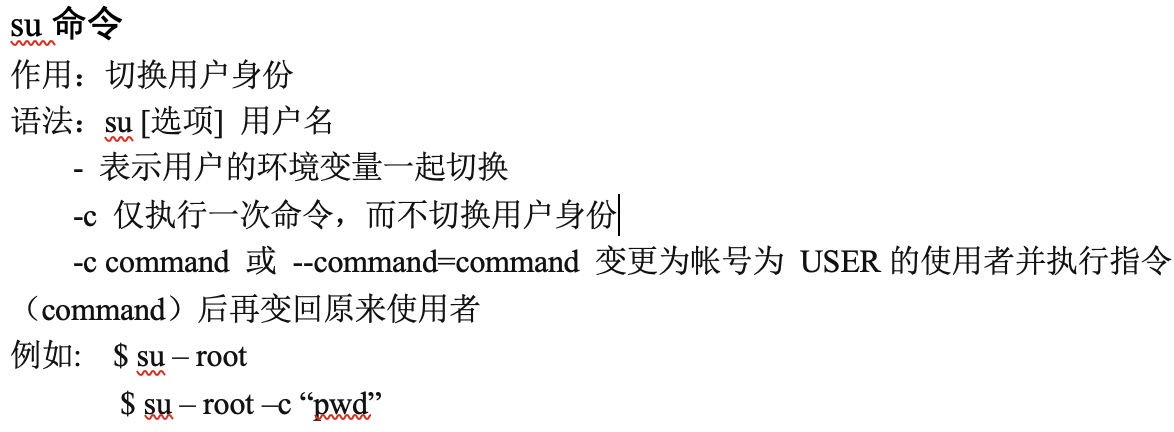 su 命令
作用：切换用户身份
语法：su [选项] 用户名
- 表示用户的环境变量一起切换
-c 仅执行一次命令，而不切换用户身份
-c command 或 --command=command 变更为帐号为 USER 的使用者并执行指令
（command）后再变回原来使用者
例如: $ su – root
$ su – root –c “pwd”